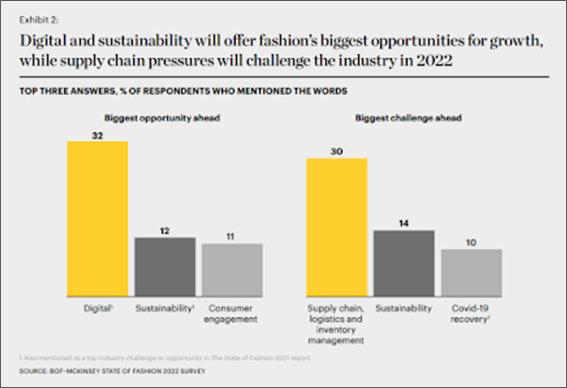 Exhibit 2:
Digital and sustainability will offer fashion's biggest opportunities for growth,
while supply chain pressures will challenge the industry in 2022
TOP THREE ANSWERS, % OF RESPONDENTS WHO MENTIONED THE WORDS
Biggest opportunity ahead
32
12
11
Digital¹
Sustainability¹
Consumer
engagement
Biggest challenge ahead
30
14
10
Supply chain,
logistics and
inventory
management
Sustainability
Covid-19
recovery¹
1 Also mentioned as a top industry challenge or opportunity in The State of Fashion 2021 report.
SOURCE: BOF-MCKINSEY STATE OF FASHION 2022 SURVEY